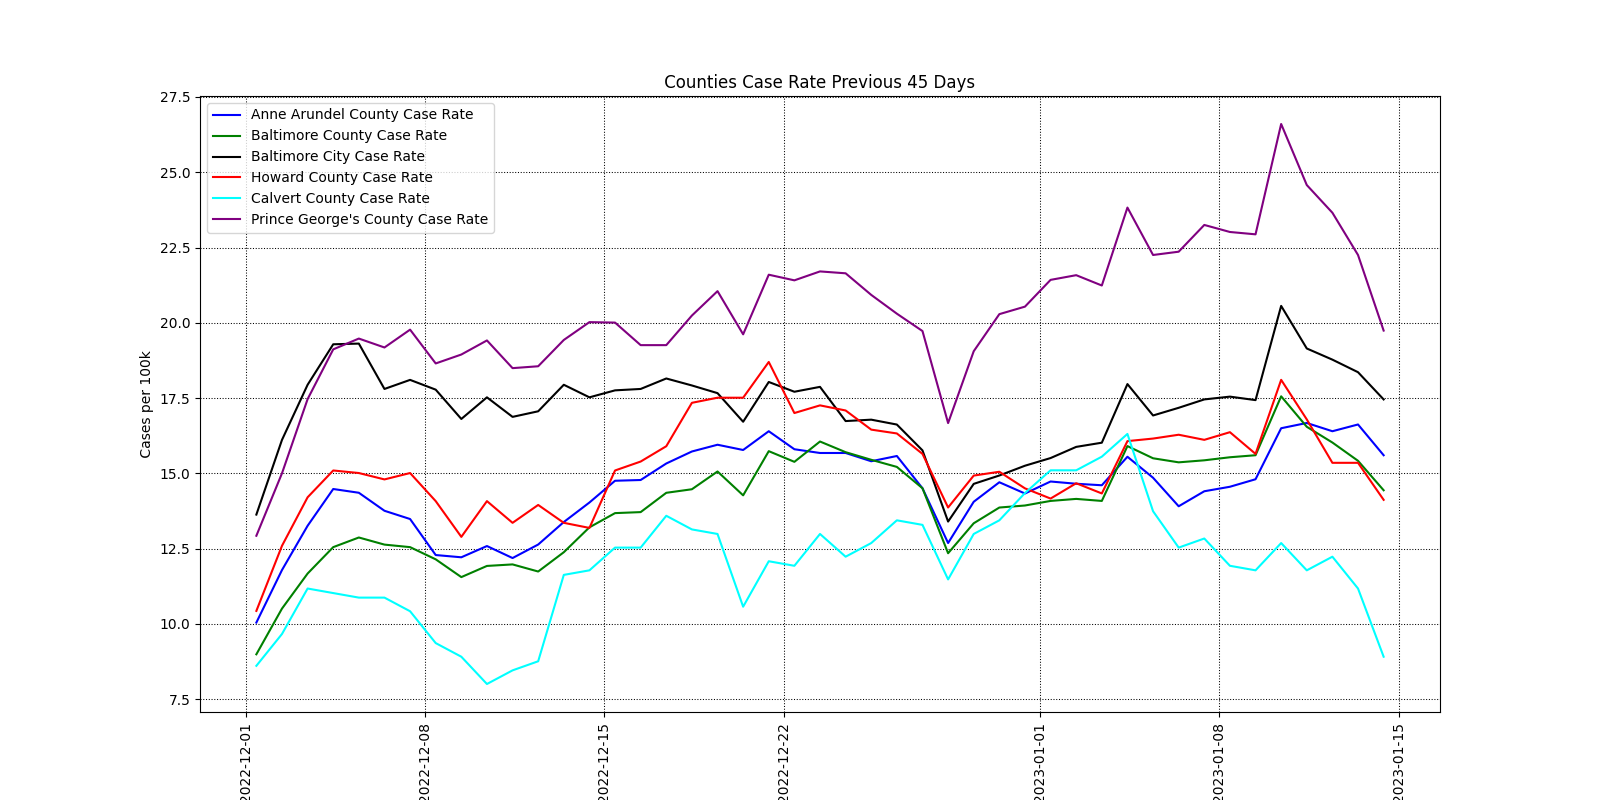 Counties Case Rate Previous 45 Days
27.5
25.0
22.5
20.0
17.5
15.0
12.5
10.0
7.5
Cases per 100k
Anne Arundel County Case Rate
Baltimore County Case Rate
Baltimore City Case Rate
Howard County Case Rate
Calvert County Case Rate
Prince George's County Case Rate
2022-12-01
2022-12-08
2022-12-15
2022-12-22
2023-01-01
2023-01-08
2023-01-15